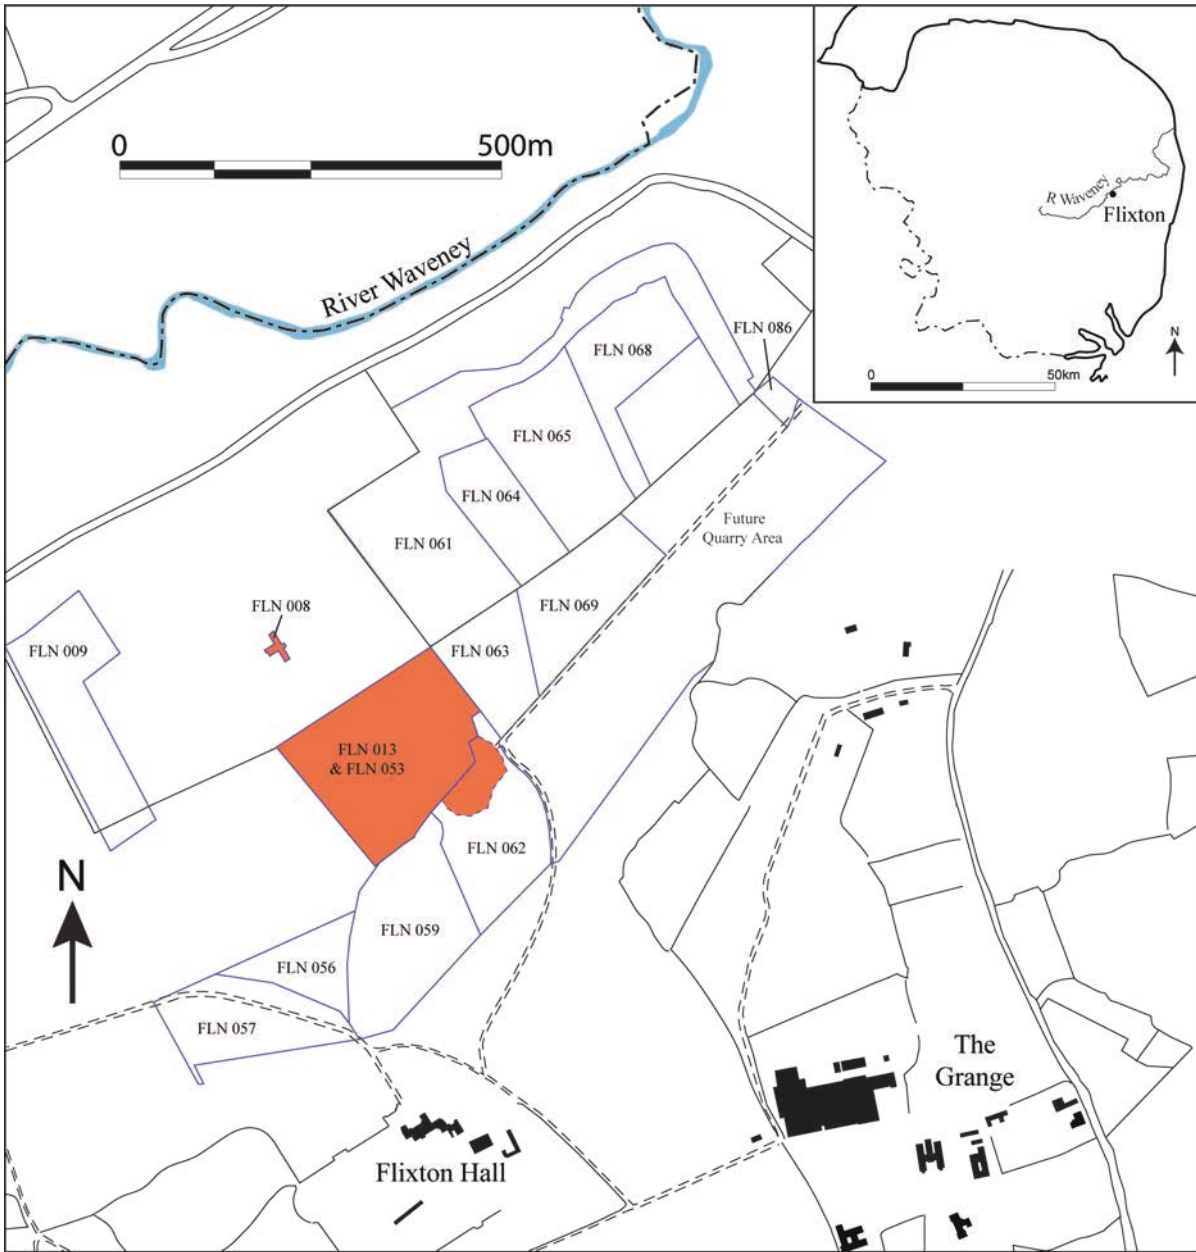 0 500m
River Waveney
R Waveney
Flixton
N
0 50km
FLN 086
FLN 068
FLN 065
FLN 064
FLN 061
Future
Quarry Area
FLN 069
FLN 008
FLN 009
FLN 063
FLN 013
& FLN 053
FLN 062
N
FLN 059
FLN 056
FLN 057
The
Grange
Flixton Hall